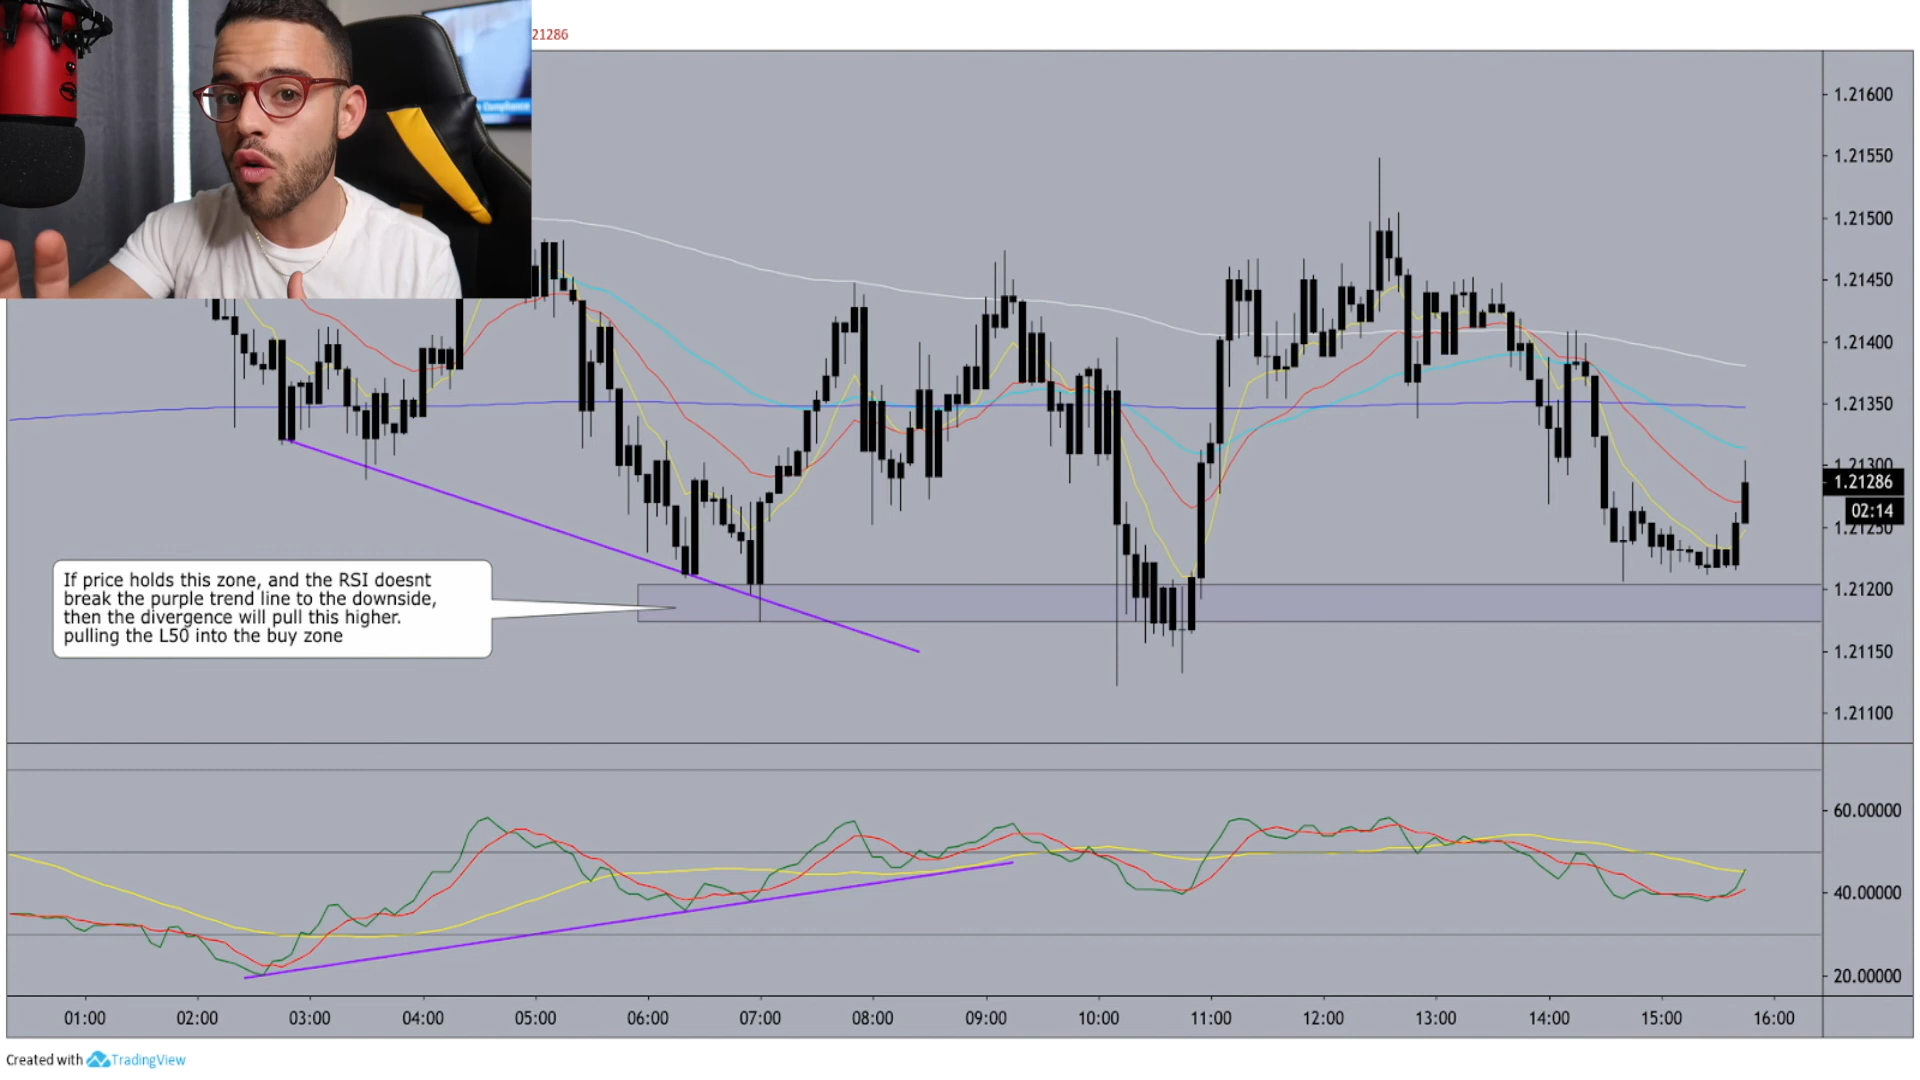 21286
1.21600
1.21550
1.21500
1.21450
1.21400
1.21350
1.21300
1.21286
02:14
1.21250
1.21200
1.21150
1.21100
If price holds this zone, and the RSI doesnt
break the purple trend line to the downside,
then the divergence will pull this higher.
pulling the L50 into the buy zone
60.00000
40.00000
20.00000
01:00 02:00 03:00 04:00 05:00 06:00 07:00 08:00 09:00 10:00 11:00 12:00 13:00 14:00 15:00 16:00
Created with TradingView